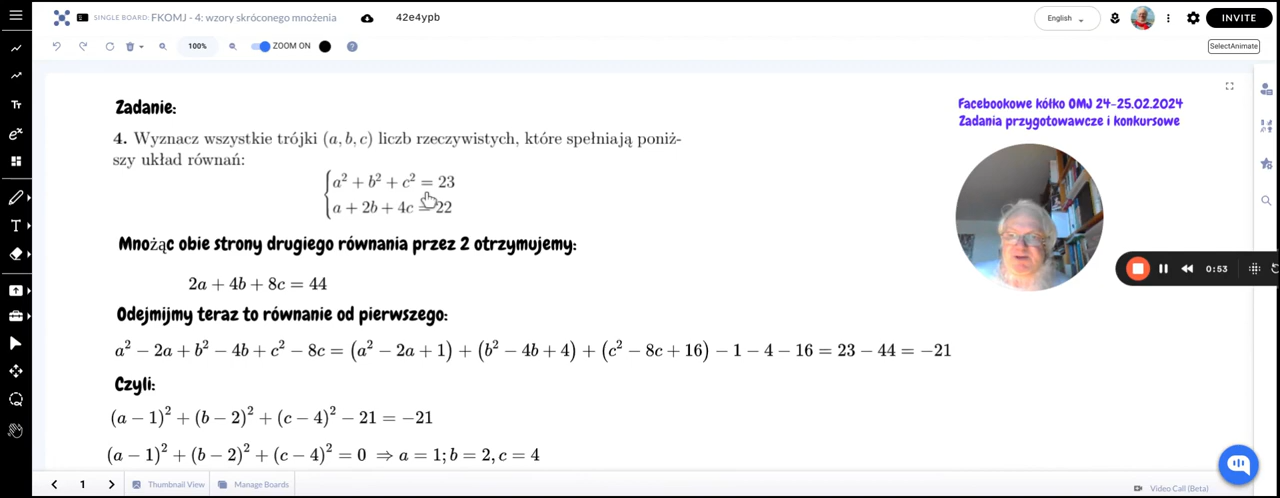 SINGLE BOARD: FKOMJ - 4: wzory skróconego mnożenia 42e4ypb English INVITE
100% ZOOM ON SelectAnimate
Zadanie:
4. Wyznacz wszystkie trójki (a, b, c) liczb rzeczywistych, które spełniają poniż-
szy układ równań:
a² + b² + c² = 23
a + 2b + 4c = 22
Facebookowe kółko OMJ 24-25.02.2024
Zadania przygotowawcze i konkursowe
Mnożąc obie strony drugiego równania przez 2 otrzymujemy:
2a + 4b + 8c = 44
0:53
Odejmijmy teraz to równanie od pierwszego:
a² − 2a + b² − 4b + c² − 8c = (a² − 2a + 1) + (b² − 4b + 4) + (c² − 8c + 16) − 1 − 4 − 16 = 23 − 44 = −21
Czyli:
(a − 1)² + (b − 2)² + (c − 4)² − 21 = −21
(a − 1)² + (b − 2)² + (c − 4)² = 0 ⇒ a = 1; b = 2, c = 4
1 Thumbnail View Manage Boards Video Call (Beta)